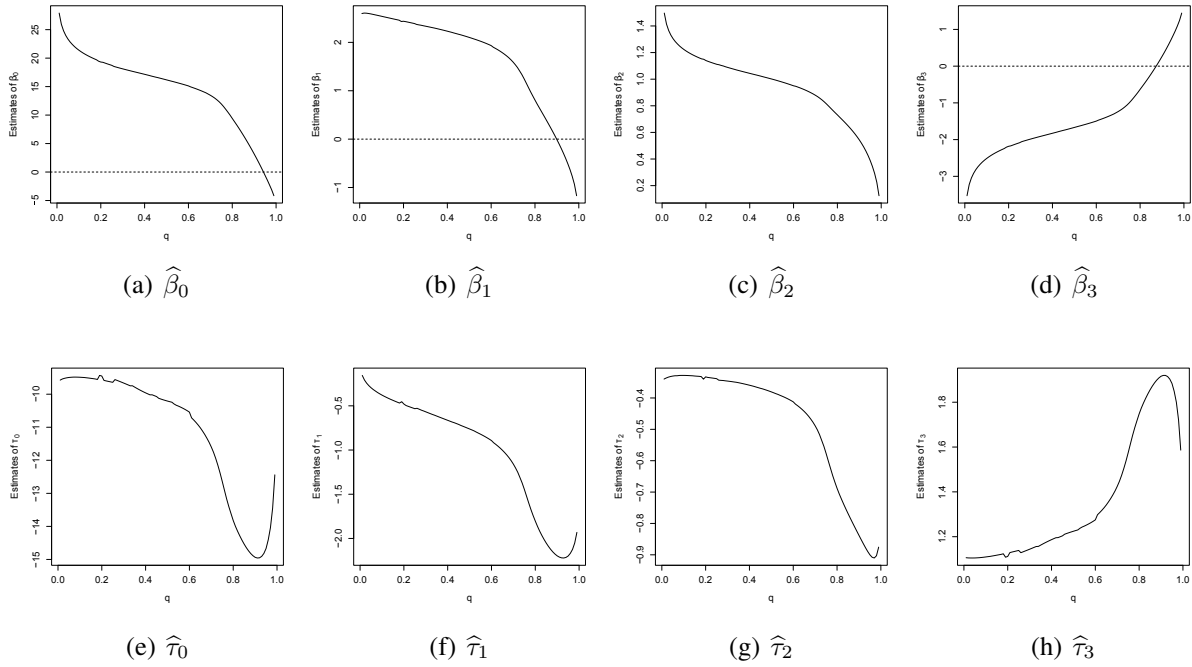 Estimates of β0
25
20
15
10
5
0
−5
0.0 0.2 0.4 0.6 0.8 1.0
q
(a) β̂0
Estimates of β1
2
1
0
−1
0.0 0.2 0.4 0.6 0.8 1.0
q
(b) β̂1
Estimates of β2
1.4
1.2
1.0
0.8
0.6
0.4
0.2
0.0 0.2 0.4 0.6 0.8 1.0
q
(c) β̂2
Estimates of β3
1
0
−1
−2
−3
0.0 0.2 0.4 0.6 0.8 1.0
q
(d) β̂3
Estimates of τ0
−10
−11
−12
−13
−14
−15
0.0 0.2 0.4 0.6 0.8 1.0
q
(e) τ̂0
Estimates of τ1
−0.5
−1.0
−1.5
−2.0
0.0 0.2 0.4 0.6 0.8 1.0
q
(f) τ̂1
Estimates of τ2
−0.4
−0.5
−0.6
−0.7
−0.8
−0.9
0.0 0.2 0.4 0.6 0.8 1.0
q
(g) τ̂2
Estimates of τ3
1.8
1.6
1.4
1.2
0.0 0.2 0.4 0.6 0.8 1.0
q
(h) τ̂3